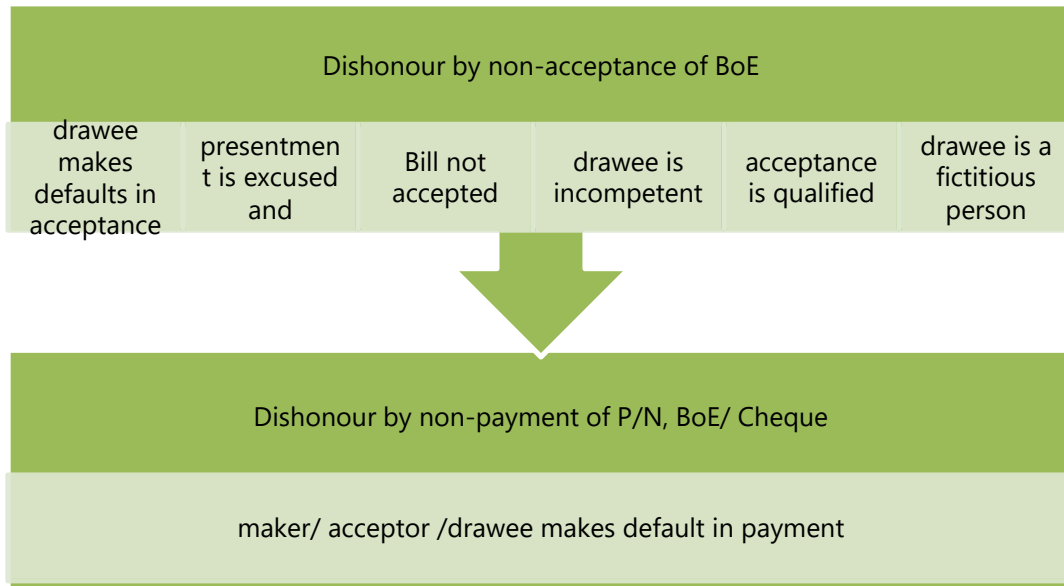 Dishonour by non-acceptance of BoE
drawee
makes
defaults in
acceptance
presentmen
t is excused
and
Bill not
accepted
drawee is
incompetent
acceptance
is qualified
drawee is a
fictitious
person
Dishonour by non-payment of P/N, BoE/ Cheque
maker/ acceptor /drawee makes default in payment